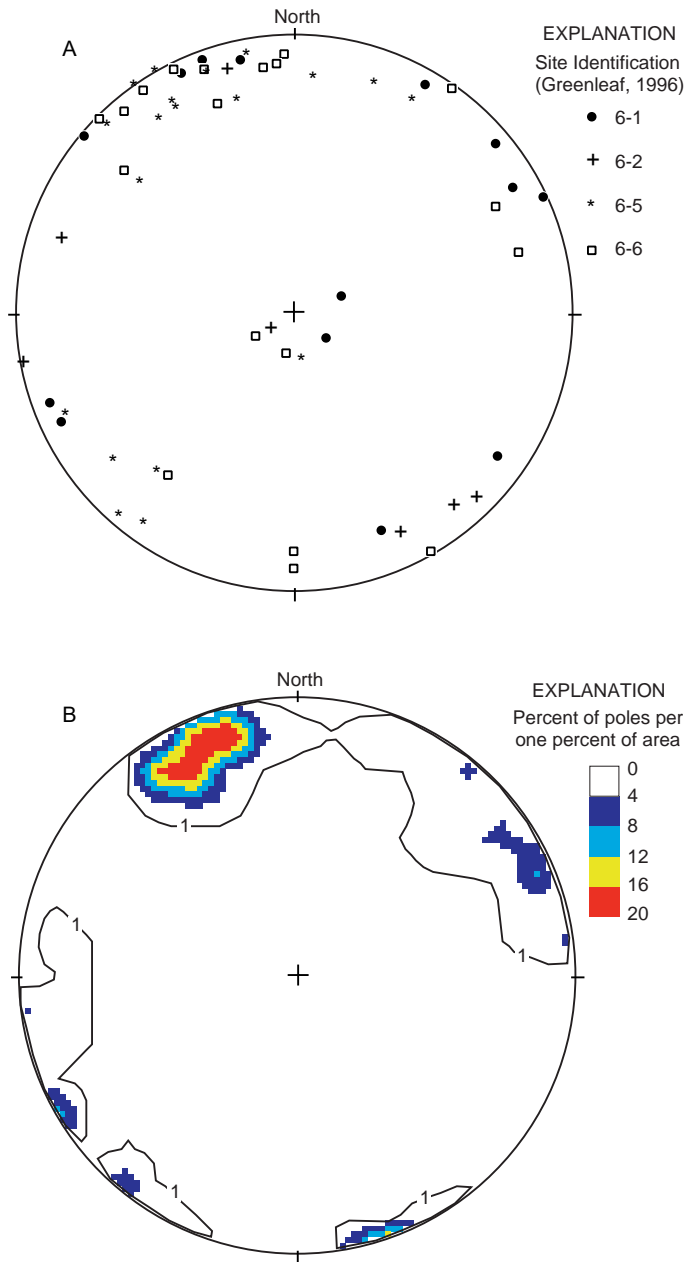 A
North
EXPLANATION
Site Identification
(Greenleaf, 1996)
6-1
6-2
6-5
6-6
B
North
EXPLANATION
Percent of poles per
one percent of area
0
4
8
12
16
20
1
1
1
1
1